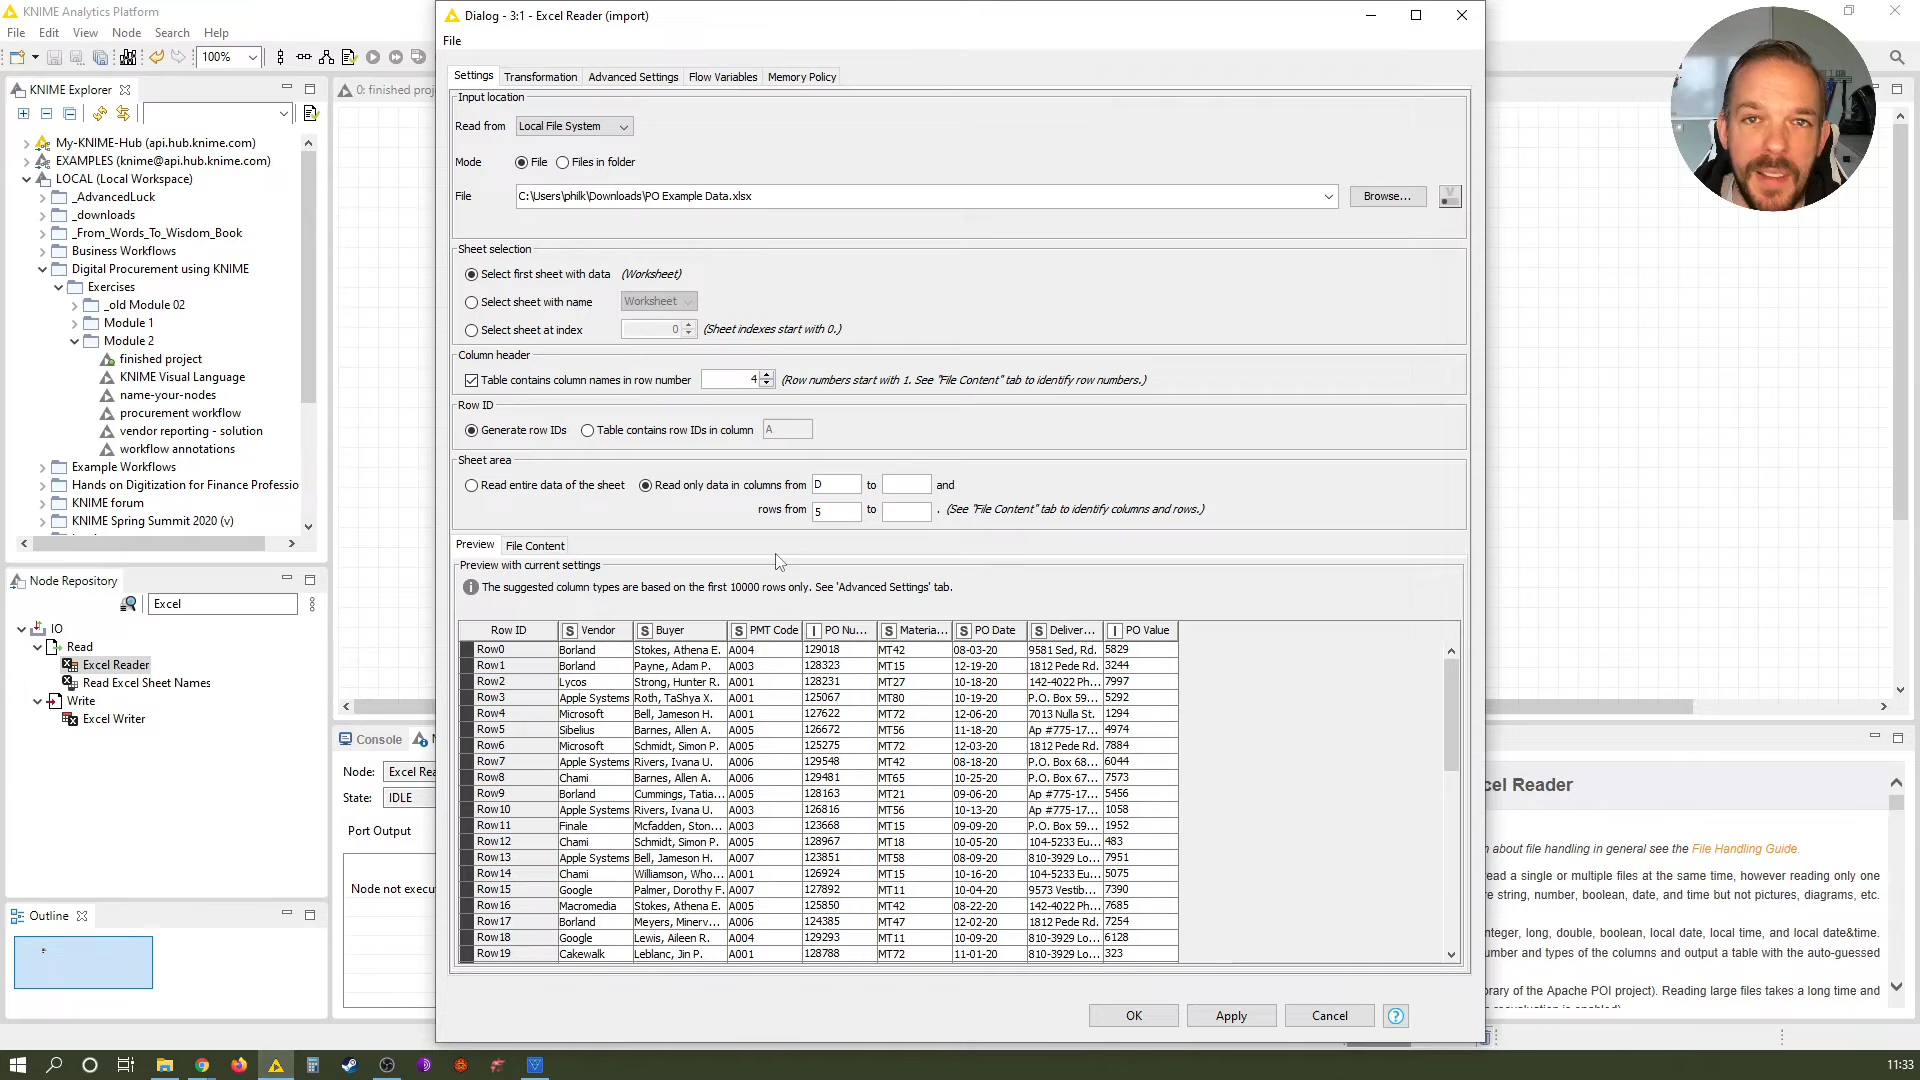 KNIME Analytics Platform
File Edit View Node Search Help
100%
KNIME Explorer
My-KNIME-Hub (api.hub.knime.com)
EXAMPLES (knime@api.hub.knime.com)
LOCAL (Local Workspace)
_AdvancedLuck
_downloads
_From_Words_To_Wisdom_Book
Business Workflows
Digital Procurement using KNIME
Exercises
_old Module 02
Module 1
Module 2
finished project
KNIME Visual Language
name-your-nodes
procurement workflow
vendor reporting - solution
workflow annotations
Example Workflows
Hands on Digitization for Finance Professio
KNIME forum
KNIME Spring Summit 2020 (v)
Node Repository
Excel
IO
Read
Excel Reader
Read Excel Sheet Names
Write
Excel Writer
Outline
0: finished proj
Console
Node: Excel Rea
State: IDLE
Port Output
Node not execu
Dialog - 3:1 - Excel Reader (import)
File
Settings Transformation Advanced Settings Flow Variables Memory Policy
Input location
Read from Local File System
Mode File Files in folder
File C:\Users\philk\Downloads\PO Example Data.xlsx Browse...
Sheet selection
Select first sheet with data (Worksheet)
Select sheet with name Worksheet
Select sheet at index 0 (Sheet indexes start with 0.)
Column header
Table contains column names in row number 4 (Row numbers start with 1. See "File Content" tab to identify row numbers.)
Row ID
Generate row IDs Table contains row IDs in column A
Sheet area
Read entire data of the sheet Read only data in columns from D to and
rows from 5 to . (See "File Content" tab to identify columns and rows.)
Preview File Content
Preview with current settings
The suggested column types are based on the first 10000 rows only. See 'Advanced Settings' tab.
Row ID S Vendor S Buyer S PMT Code I PO Nu... S Materia... S PO Date S Deliver... I PO Value
Row0 Borland Stokes, Athena E. A004 129018 MT42 08-03-20 9581 Sed, Rd. 5829
Row1 Borland Payne, Adam P. A003 128323 MT15 12-19-20 1812 Pede Rd. 3244
Row2 Lycos Strong, Hunter R. A001 128231 MT27 10-18-20 142-4022 Ph... 7997
Row3 Apple Systems Roth, TaShya X. A001 125067 MT80 10-19-20 P.O. Box 59... 5292
Row4 Microsoft Bell, Jameson H. A001 127622 MT72 12-06-20 7013 Nulla St. 1294
Row5 Sibelius Barnes, Allen A. A005 126672 MT56 11-18-20 Ap #775-17... 4974
Row6 Microsoft Schmidt, Simon P. A005 125275 MT72 12-03-20 1812 Pede Rd. 7884
Row7 Apple Systems Rivers, Ivana U. A006 129548 MT42 08-18-20 P.O. Box 68... 6044
Row8 Chami Barnes, Allen A. A006 129481 MT65 10-25-20 P.O. Box 67... 7573
Row9 Borland Cummings, Tatia... A005 128163 MT21 09-06-20 Ap #775-17... 5456
Row10 Apple Systems Rivers, Ivana U. A003 126816 MT56 10-13-20 Ap #775-17... 1058
Row11 Finale Mcfadden, Ston... A003 123668 MT15 09-09-20 P.O. Box 59... 1952
Row12 Chami Schmidt, Simon P. A005 128967 MT18 10-05-20 104-5233 Eu... 483
Row13 Apple Systems Bell, Jameson H. A007 123851 MT58 08-09-20 810-3929 Lo... 7951
Row14 Chami Williamson, Who... A001 126924 MT15 10-16-20 104-5233 Eu... 5075
Row15 Google Palmer, Dorothy F. A007 127892 MT11 10-04-20 9573 Vestib... 7390
Row16 Macromedia Stokes, Athena E. A005 125850 MT42 08-22-20 142-4022 Ph... 7685
Row17 Borland Meyers, Minerv... A006 124385 MT47 12-02-20 1812 Pede Rd. 7254
Row18 Google Lewis, Aileen R. A004 129293 MT11 10-09-20 810-3929 Lo... 6128
Row19 Cakewalk Leblanc, Jin P. A001 128788 MT72 11-01-20 810-3929 Lo... 323
OK Apply Cancel
cel Reader
n about file handling in general see the File Handling Guide.
ead a single or multiple files at the same time, however reading only one
re string, number, boolean, date, and time but not pictures, diagrams, etc.
nteger, long, double, boolean, local date, local time, and local date&time.
umber and types of the columns and output a table with the auto-guessed
rary of the Apache POI project). Reading large files takes a long time and
11:33